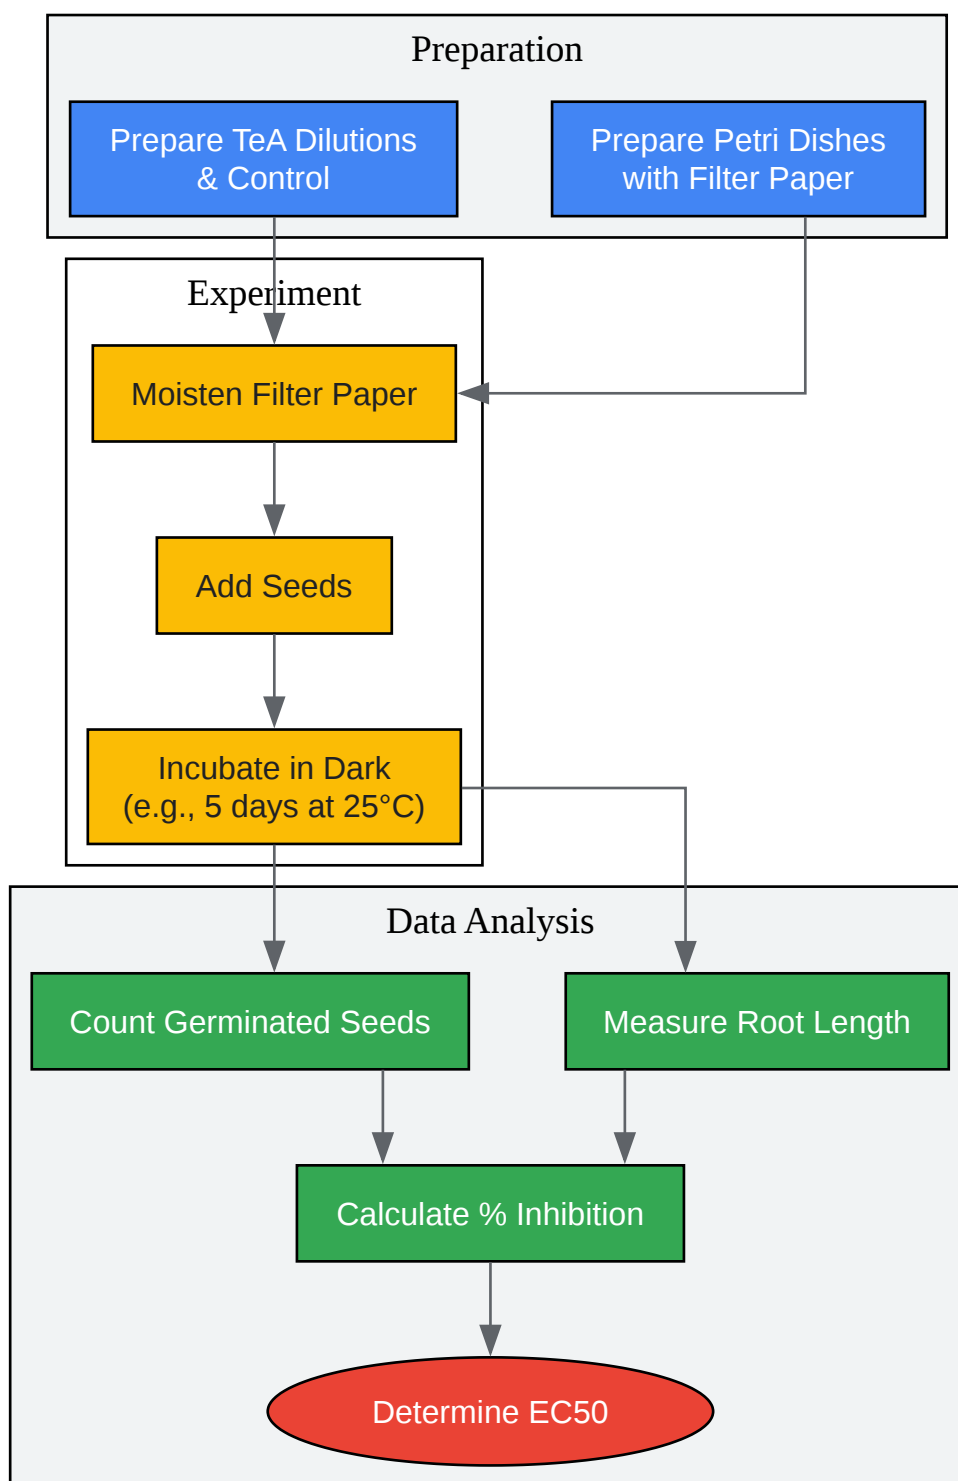 Preparation
Prepare TeA Dilutions
& Control
Prepare Petri Dishes
with Filter Paper
Experiment
Moisten Filter Paper
Add Seeds
Incubate in Dark
(e.g., 5 days at 25°C)
Data Analysis
Count Germinated Seeds
Measure Root Length
Calculate % Inhibition
Determine EC50